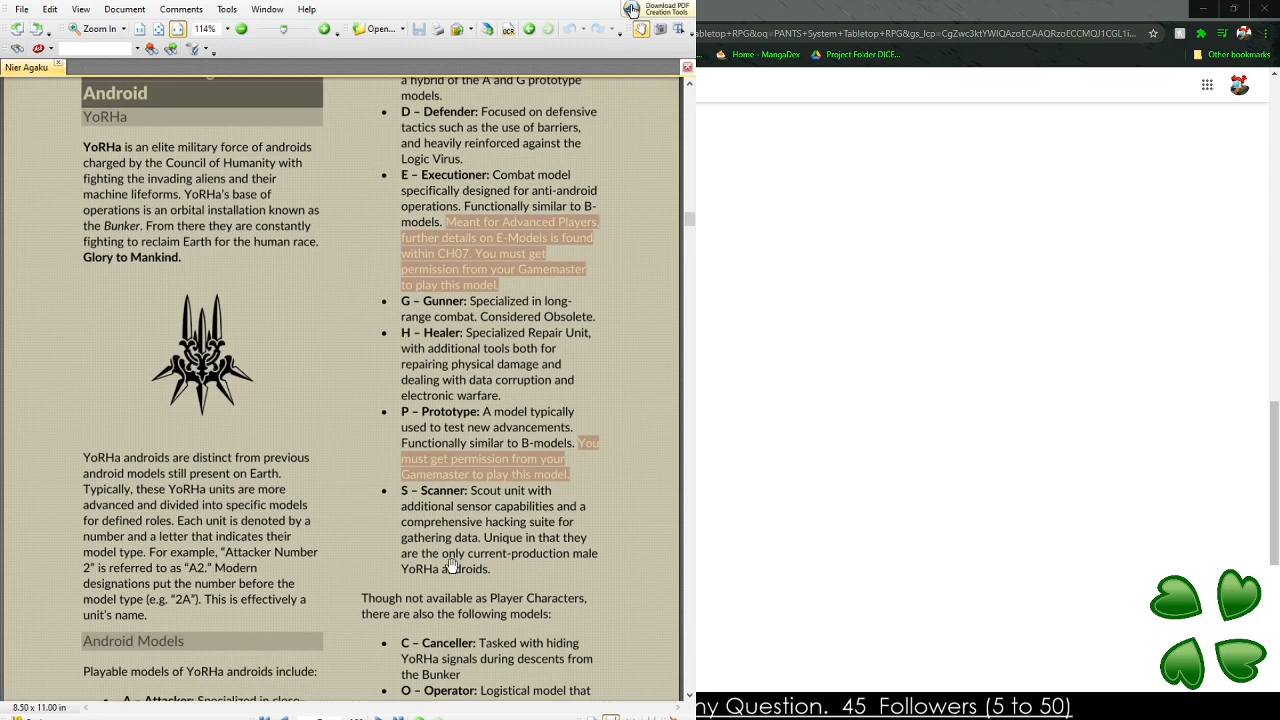 File
Edit
View
Document
Comments
Tools
Window
Help
Download PDF
Creation Tools
114%
Open...
Nier Agaku
Android
YoRHa
YoRHa is an elite military force of androids
charged by the Council of Humanity with
fighting the invading aliens and their
machine lifeforms. YoRHa's base of
operations is an orbital installation known as
the Bunker. From there they are constantly
fighting to reclaim Earth for the human race.
Glory to Mankind.
YoRHa androids are distinct from previous
android models still present on Earth.
Typically, these YoRHa units are more
advanced and divided into specific models
for defined roles. Each unit is denoted by a
number and a letter that indicates their
model type. For example, “Attacker Number
2” is referred to as “A2.” Modern
designations put the number before the
model type (e.g. “2A”). This is effectively a
unit's name.
Android Models
Playable models of YoRHa androids include:
• A – Attacker: Specialized in close-
a hybrid of the A and G prototype
models.
• D – Defender: Focused on defensive
tactics such as the use of barriers,
and heavily reinforced against the
Logic Virus.
• E – Executioner: Combat model
specifically designed for anti-android
operations. Functionally similar to B-
models. Meant for Advanced Players,
further details on E-Models is found
within CH07. You must get
permission from your Gamemaster
to play this model.
• G – Gunner: Specialized in long-
range combat. Considered Obsolete.
• H – Healer: Specialized Repair Unit,
with additional tools both for
repairing physical damage and
dealing with data corruption and
electronic warfare.
• P – Prototype: A model typically
used to test new advancements.
Functionally similar to B-models. You
must get permission from your
Gamemaster to play this model.
• S – Scanner: Scout unit with
additional sensor capabilities and a
comprehensive hacking suite for
gathering data. Unique in that they
are the only current-production male
YoRHa androids.
Though not available as Player Characters,
there are also the following models:
• C – Canceller: Tasked with hiding
YoRHa signals during descents from
the Bunker
• O – Operator: Logistical model that
8.50 x 11.00 in
abletop+RPG&oq=PANTS+System+Tabletop+RPG&gs_lcp=CgZwc3ktYWIQAzoECAAQRzoECCMQJ1CGL1i...
Home - MangaDex
Project Folder DICE...
Other bookmarks
ny Question. 45 Followers (5 to 50)